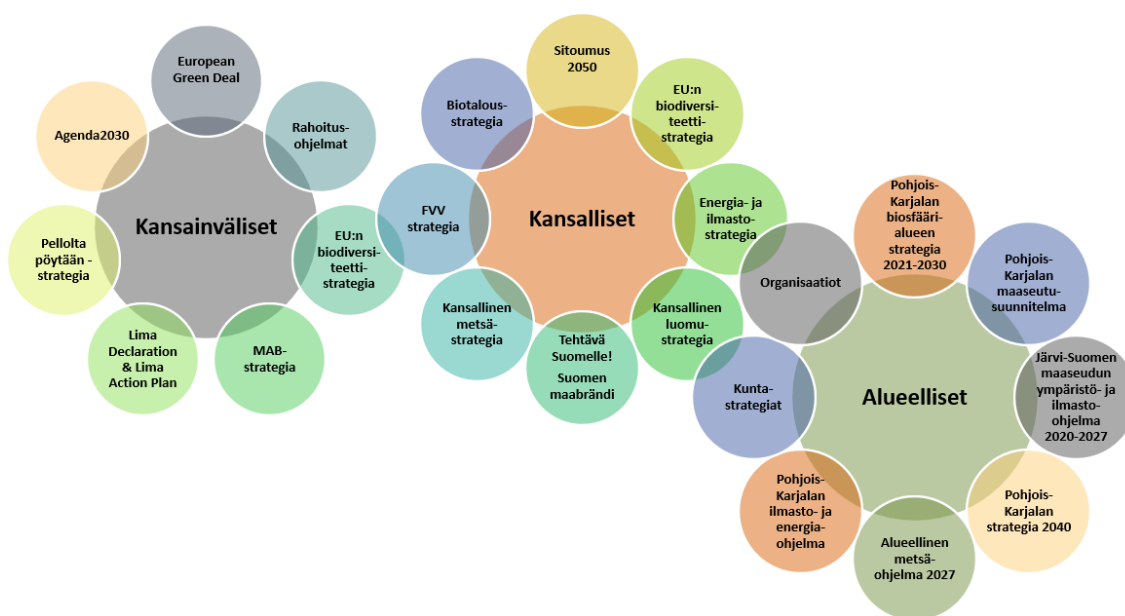 European
Green Deal
Agenda2030
Rahoitus-
ohjelmat
Kansainväliset
Pellolta
pöytään -
strategia
EU:n
biodiversi-
teetti-
strategia
Lima
Declaration
& Lima
Action Plan
MAB-
strategia
Sitoumus
2050
Biotalous-
strategia
EU:n
biodiversi-
teetti-
strategia
FVV
strategia
Kansalliset
Energia- ja
ilmasto-
strategia
Kansallinen
metsä-
strategia
Tehtävä
Suomelle!
Suomen
maabrändi
Kansallinen
luomu-
strategia
Organisaatiot
Pohjois-
Karjalan
biosfääri-
alueen
strategia
2021-2030
Pohjois-
Karjalan
maaseutu-
suunnitelma
Kunta-
strategiat
Alueelliset
Järvi-Suomen
maaseudun
ympäristö- ja
ilmasto-
ohjelma
2020-2027
Pohjois-
Karjalan
ilmasto- ja
energia-
ohjelma
Alueellinen
metsä-
ohjelma 2027
Pohjois-
Karjalan
strategia 2040